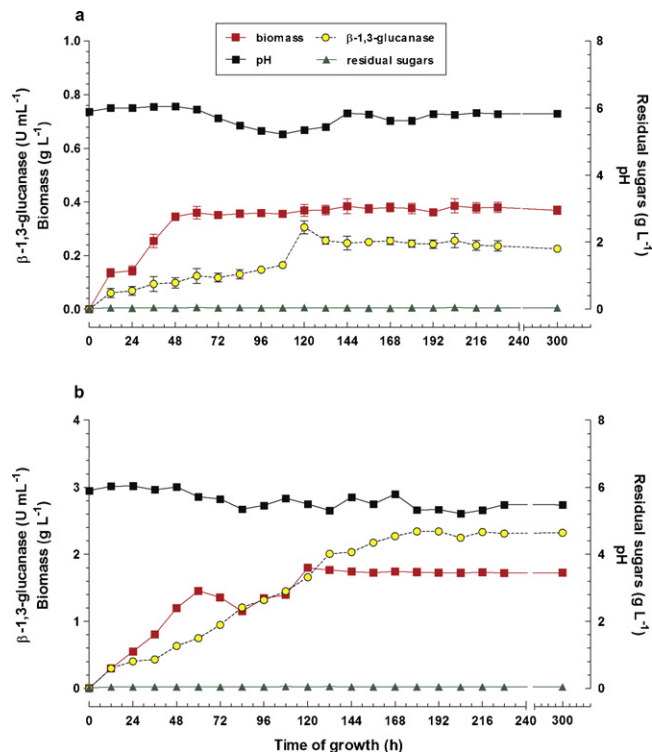 a
biomass
β-1,3-glucanase
pH
residual sugars
β-1,3-glucanase (U mL⁻¹)
Biomass (g L⁻¹)
1.0
0.8
0.6
0.4
0.2
0.0
Residual sugars (g L⁻¹)
pH
8
6
4
2
0
0 24 48 72 96 120 144 168 192 216 240 300
b
β-1,3-glucanase (U mL⁻¹)
Biomass (g L⁻¹)
4
3
2
1
0
Residual sugars (g L⁻¹)
pH
8
6
4
2
0
0 24 48 72 96 120 144 168 192 216 240 300
Time of growth (h)